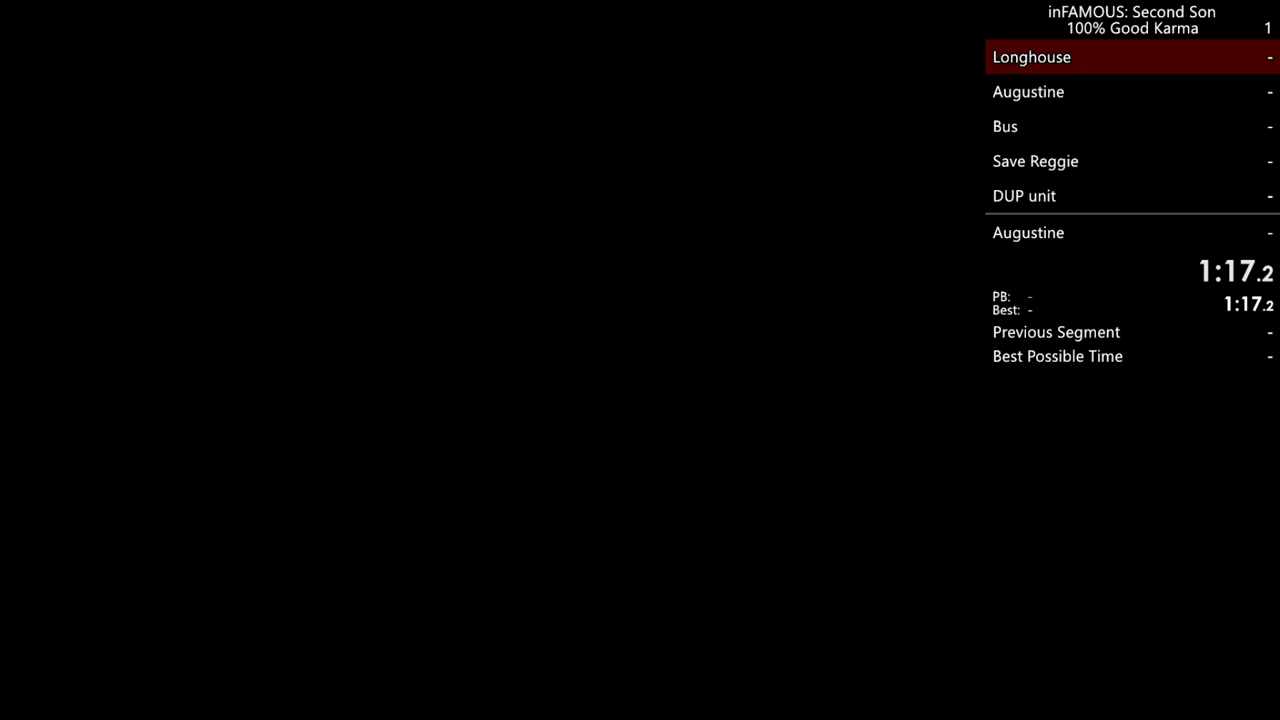 inFAMOUS: Second Son
100% Good Karma 1
Longhouse -
Augustine -
Bus -
Save Reggie -
DUP unit -
Augustine -
1:17.2
PB: - 1:17.2
Best: -
Previous Segment -
Best Possible Time -